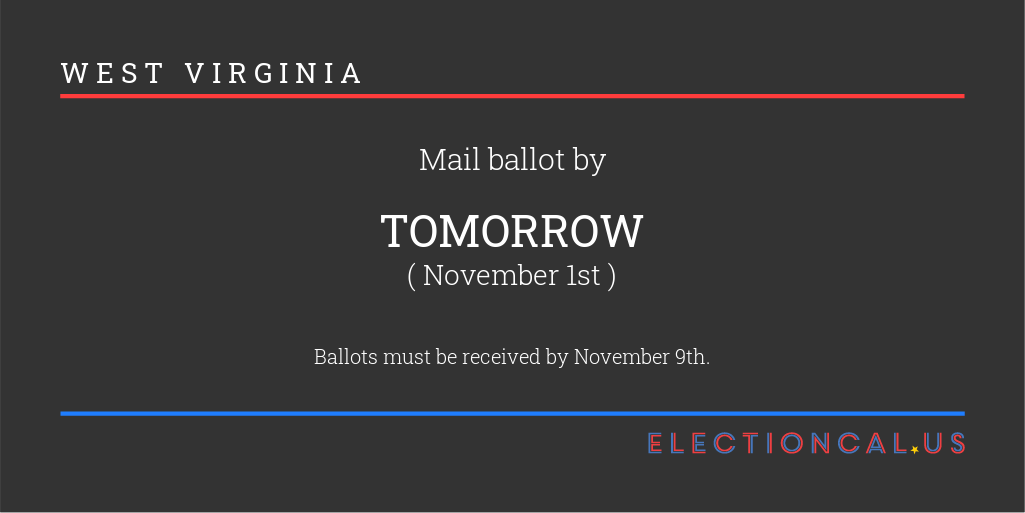 WEST VIRGINIA
Mail ballot by
TOMORROW
( November 1st )
Ballots must be received by November 9th.
ELECTIONCAL.US